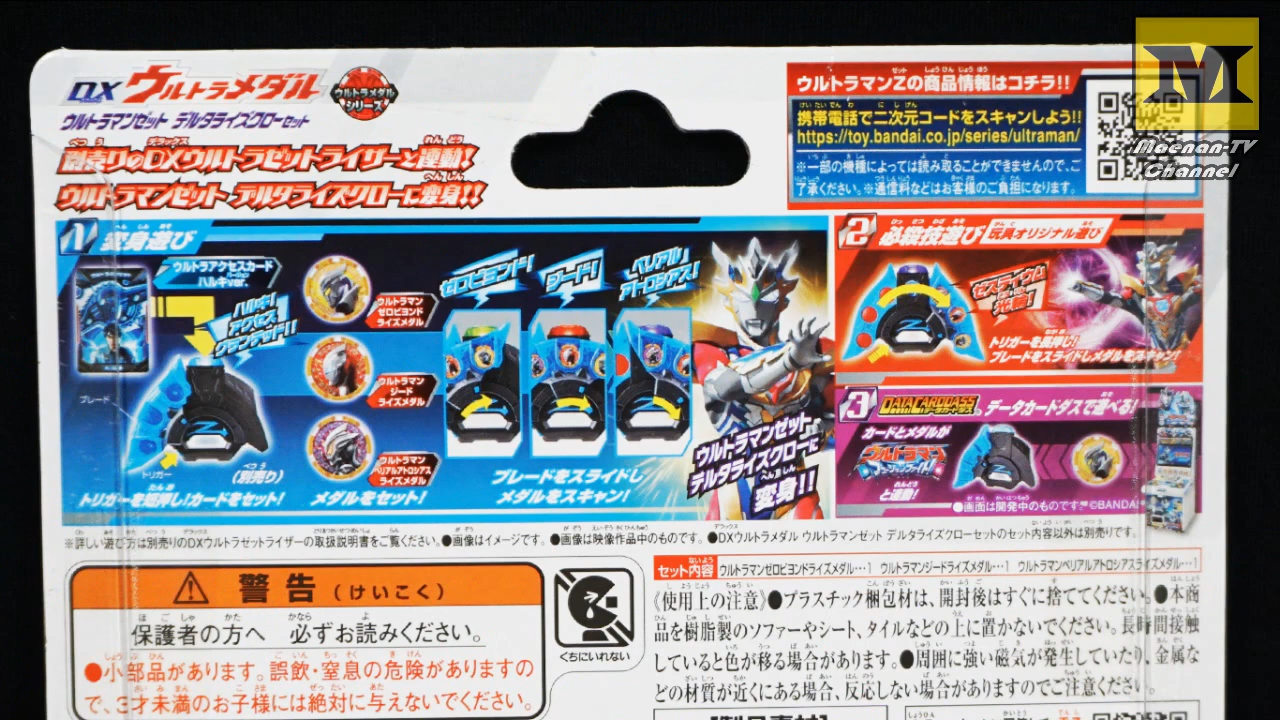 DX ウルトラメダル
ウルトラメダル
シリーズ
ウルトラマンゼット デルタライズクローセット
別売りのDXウルトラゼットライザーと連動!
ウルトラマンゼット デルタライズクローに変身!!
ウルトラマンZの商品情報はコチラ!!
携帯電話で二次元コードをスキャンしよう!!
https://toy.bandai.co.jp/series/ultraman/
※一部の機種によっては読み取ることができませんので、ご
了承ください。※通信料などはお客様のご負担になります。
M
Maenan-TV
Channel
1 変身遊び
ウルトラアクセスカード
ハルキver.
ハルキ!
アクセス
グランテッド!!
ブレード
トリガー
(別売り)
トリガーを短押し!カードをセット!
ウルトラマン
ゼロビヨンド
ライズメダル
ウルトラマン
ジード
ライズメダル
ウルトラマン
ベリアルアトロシアス
ライズメダル
メダルをセット!
ゼロビヨンド!
ジード!
ベリアル
アトロシアス!
ブレードをスライドし
メダルをスキャン!
ウルトラマンゼット
デルタライズクローに
変身!!
2 必殺技遊び 玩具オリジナル遊び
ゼスティウム
光輪!
トリガーを長押し!
ブレードをスライドしメダルをスキャン!
3 DATACARDDASS データカードダスで遊べる!
データカードダス
カードとメダルが
ウルトラマン
フュージョンファイト!
と連動!
●画面は開発中のものです。©BANDAI
※詳しい遊び方は別売りのDXウルトラゼットライザーの取扱説明書をご覧ください。●画像はイメージです。●画像は映像作品中のものです。●DXウルトラメダル ウルトラマンゼット デルタライズクローセットのセット内容以外は別売りです。
警告(けいこく)
保護者の方へ 必ずお読みください。
●小部品があります。誤飲・窒息の危険がありますの
で、3才未満のお子様には絶対に与えないでください。
くちにいれない
セット内容 ウルトラマンゼロビヨンドライズメダル…1 ウルトラマンジードライズメダル…1 ウルトラマンベリアルアトロシアスライズメダル…1
《使用上の注意》●プラスチック梱包材は、開封後はすぐに捨ててください。●本商
品を樹脂製のソファーやシート、タイルなどの上に置かないでください。長時間接触
していると色が移る場合があります。●周囲に強い磁気が発生していたり、金属な
どの材質が近くにある場合、反応しない場合がありますのでご注意ください。